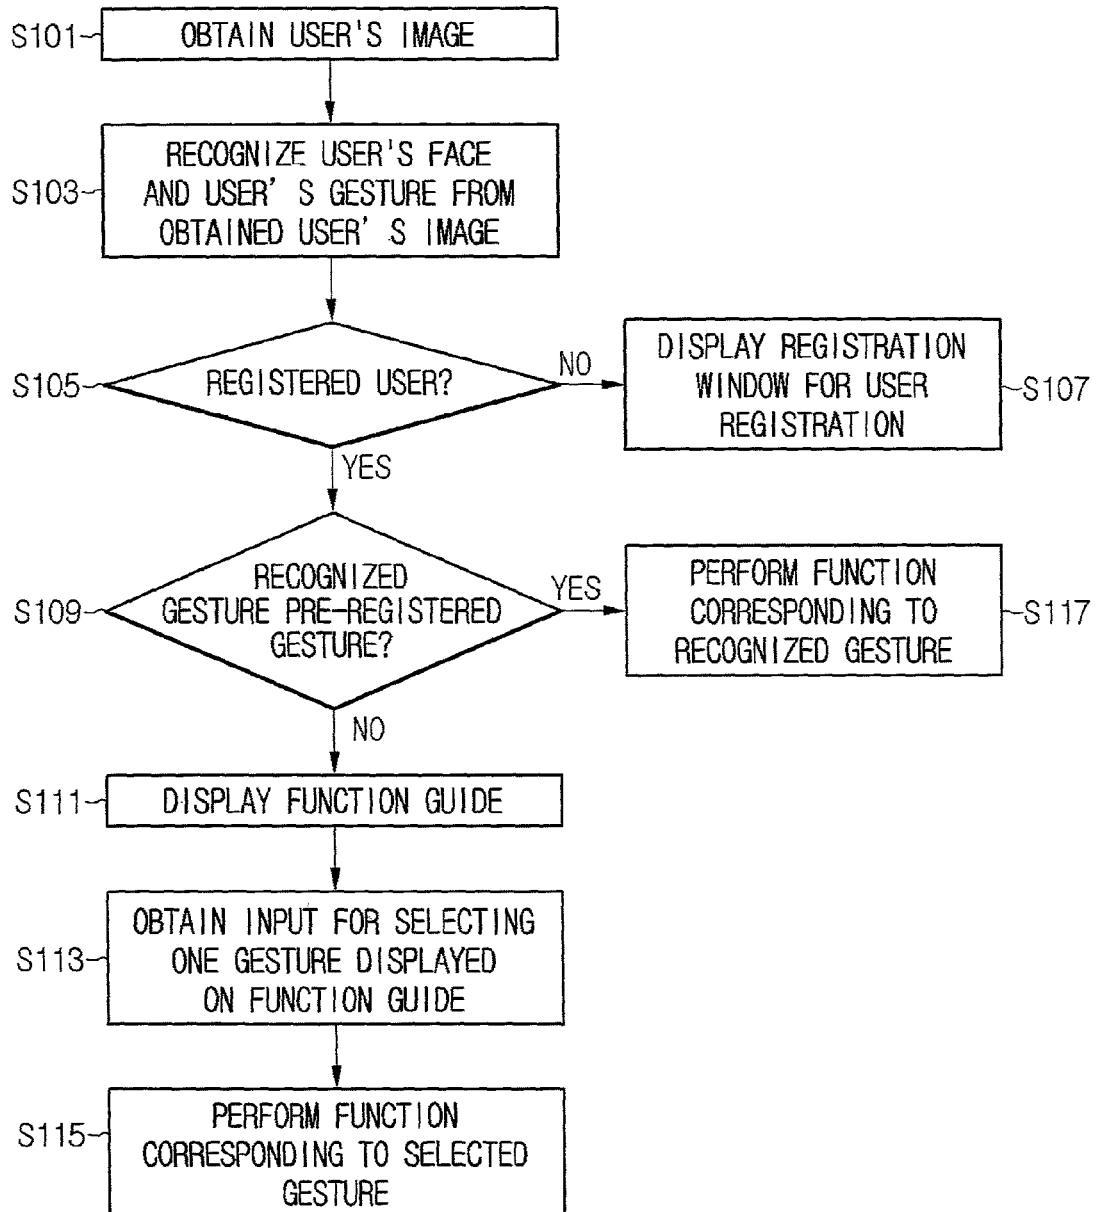 S101
OBTAIN USER'S IMAGE
S103
RECOGNIZE USER'S FACE
AND USER' S GESTURE FROM
OBTAINED USER' S IMAGE
S105
REGISTERED USER?
NO
DISPLAY REGISTRATION
WINDOW FOR USER
REGISTRATION
S107
YES
S109
RECOGNIZED
GESTURE PRE-REGISTERED
GESTURE?
YES
PERFORM FUNCTION
CORRESPONDING TO
RECOGNIZED GESTURE
S117
NO
S111
DISPLAY FUNCTION GUIDE
S113
OBTAIN INPUT FOR SELECTING
ONE GESTURE DISPLAYED
ON FUNCTION GUIDE
S115
PERFORM FUNCTION
CORRESPONDING TO SELECTED
GESTURE